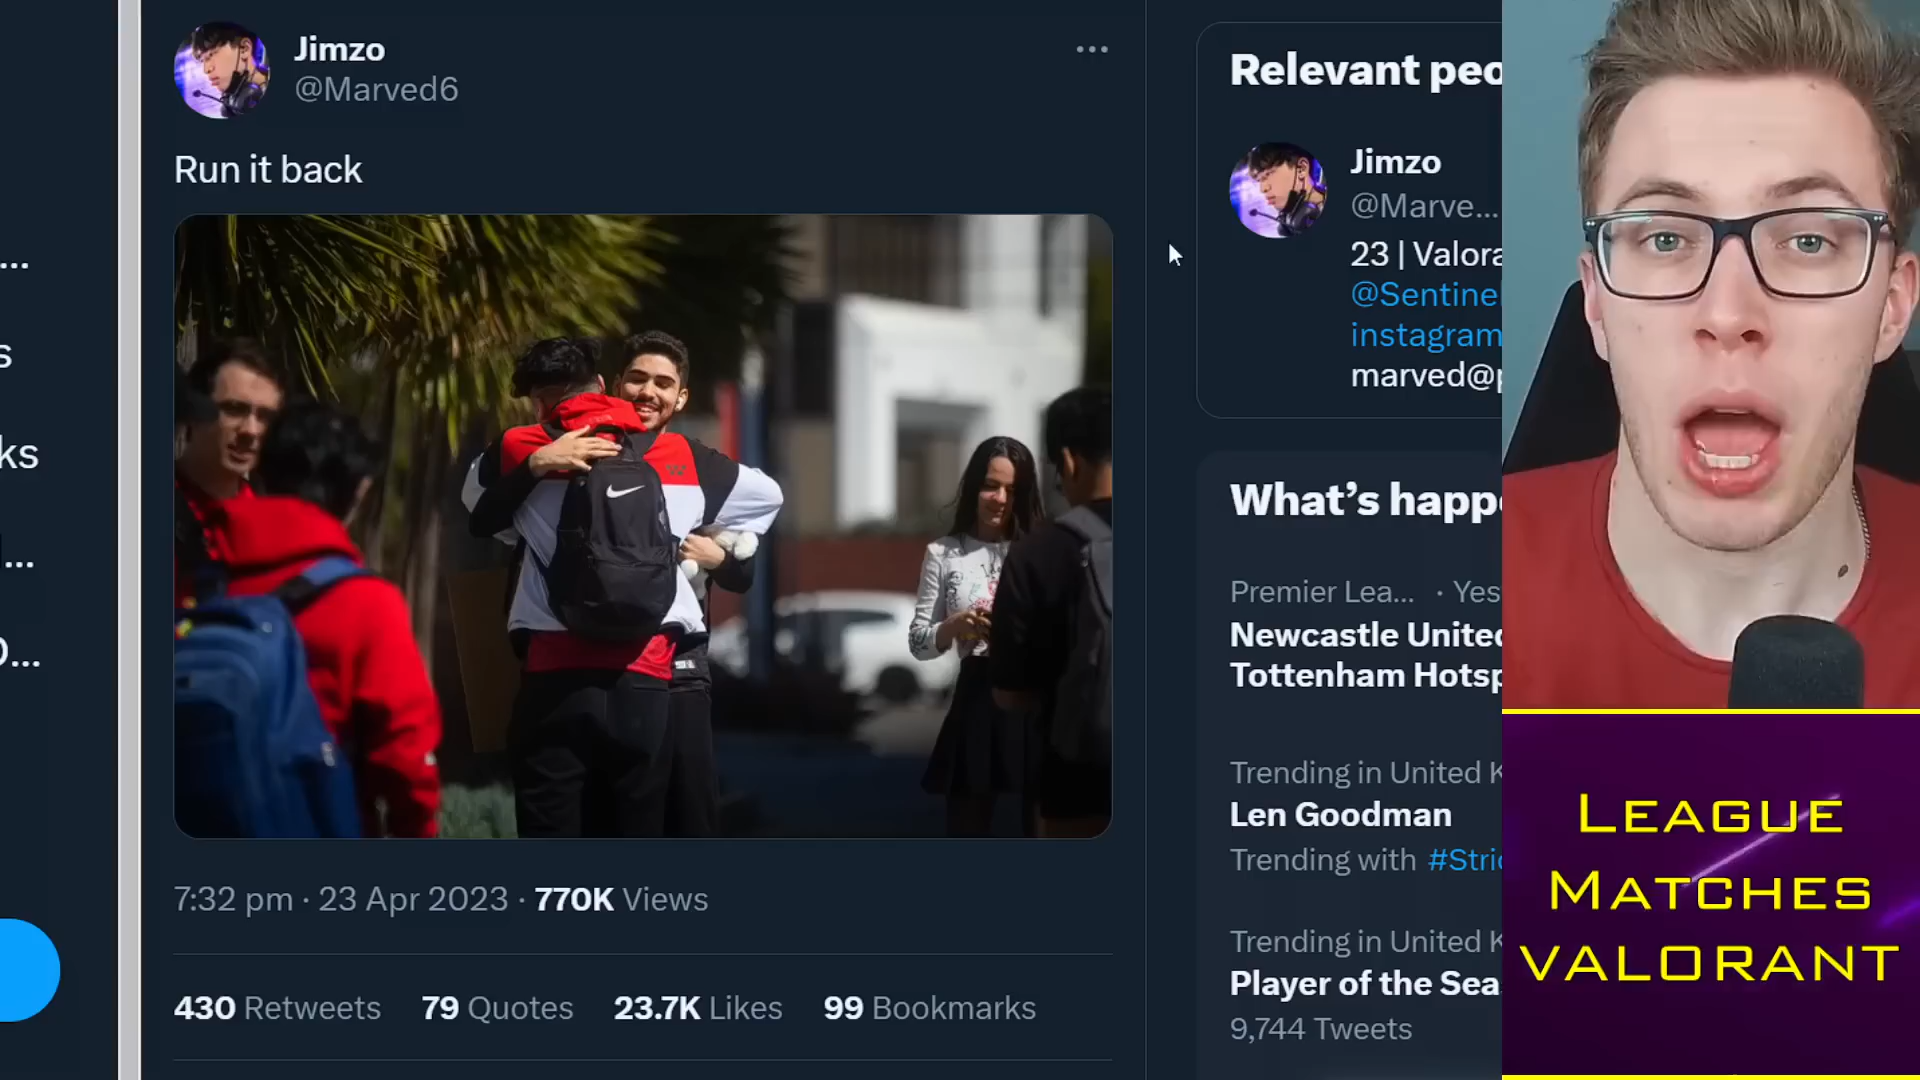 Jimzo
@Marved6
Run it back
7:32 pm · 23 Apr 2023 · 770K Views
430 Retweets 79 Quotes 23.7K Likes 99 Bookmarks
Relevant peo
Jimzo
@Marve...
23 | Valora
@Sentinel
instagram
marved@p
What's happe
Premier Lea... · Yes
Newcastle United
Tottenham Hotsp
Trending in United K
Len Goodman
Trending with #Stric
Trending in United K
Player of the Sea
9,744 Tweets
LEAGUE
MATCHES
VALORANT